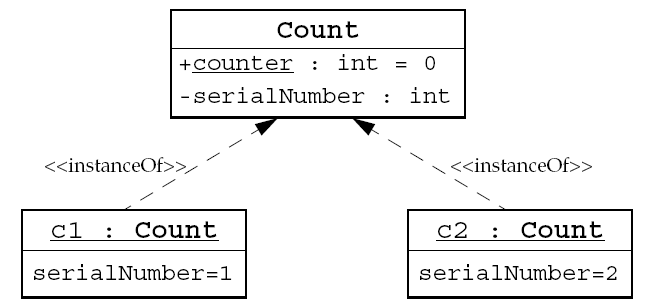 Count
+counter : int = 0
-serialNumber : int
<<instanceOf>>
<<instanceOf>>
c1 : Count
serialNumber=1
c2 : Count
serialNumber=2